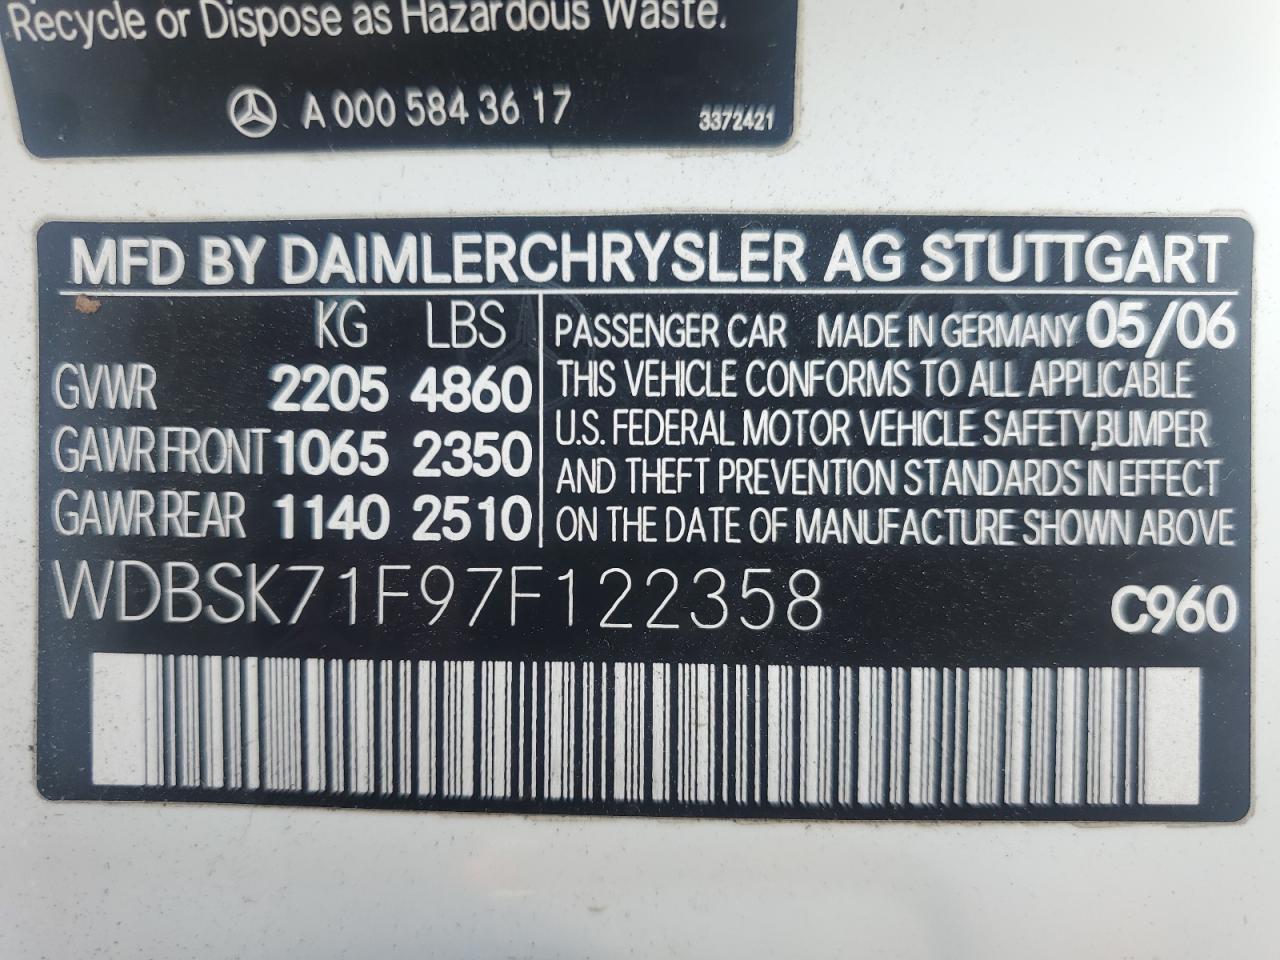 Recycle or Dispose as Hazardous Waste.
A 000 584 36 17 3372421
MFD BY DAIMLERCHRYSLER AG STUTTGART
KG LBS PASSENGER CAR MADE IN GERMANY 05/06
GVWR 2205 4860 THIS VEHICLE CONFORMS TO ALL APPLICABLE
U.S. FEDERAL MOTOR VEHICLE SAFETY,BUMPER
GAWR FRONT 1065 2350
AND THEFT PREVENTION STANDARDS IN EFFECT
GAWR REAR 1140 2510 ON THE DATE OF MANUFACTURE SHOWN ABOVE
WDBSK71F97F122358 C960